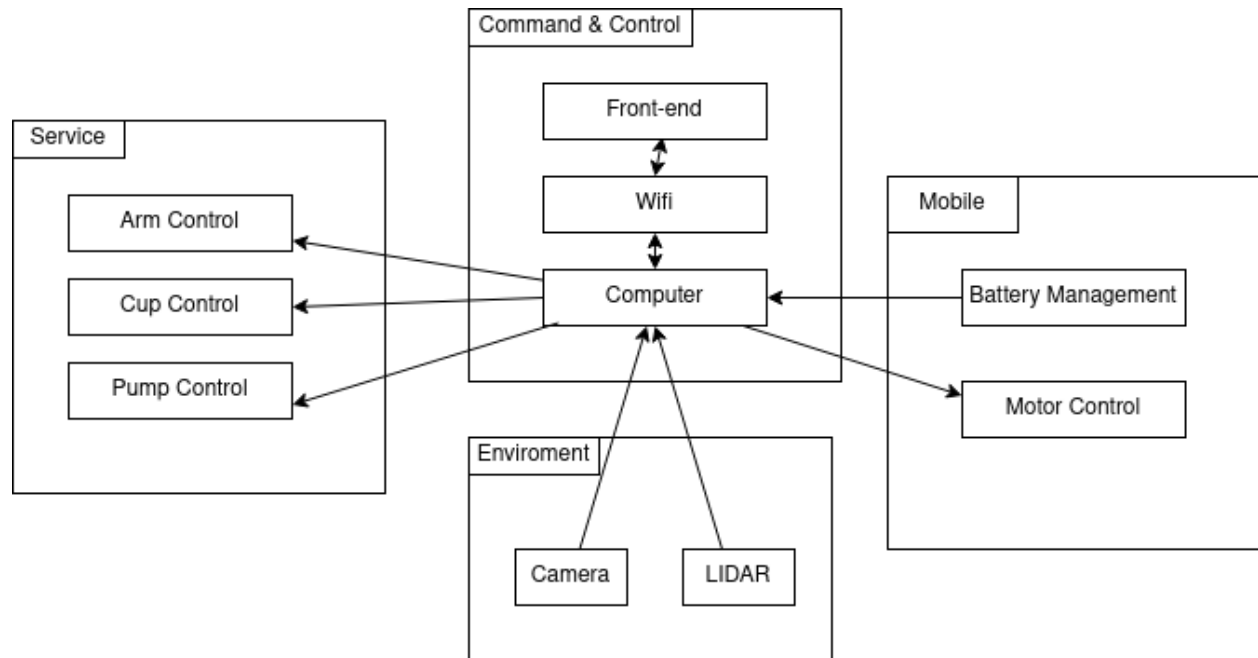 Command & Control
Front-end
Wifi
Computer
Service
Arm Control
Cup Control
Pump Control
Mobile
Battery Management
Motor Control
Enviroment
Camera
LIDAR